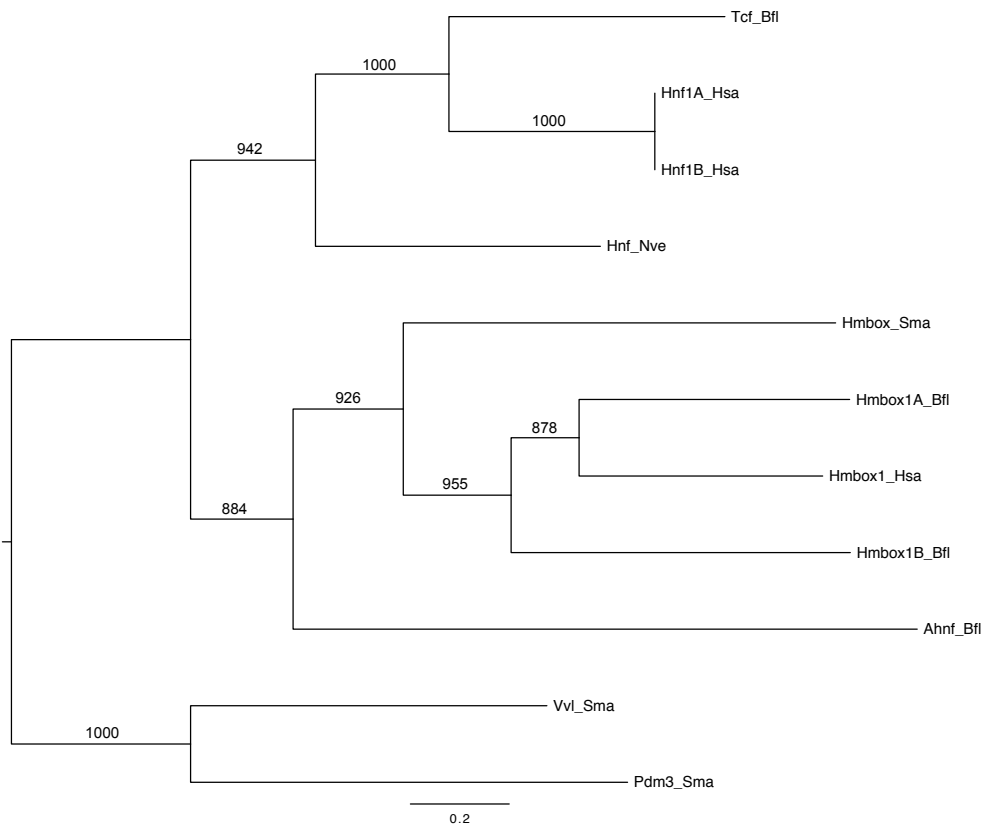 Tcf_Bfl
1000
Hnf1A_Hsa
1000
942
Hnf1B_Hsa
Hnf_Nve
Hmbox_Sma
926
Hmbox1A_Bfl
878
Hmbox1_Hsa
955
884
Hmbox1B_Bfl
Ahnf_Bfl
Vvl_Sma
1000
Pdm3_Sma
0.2